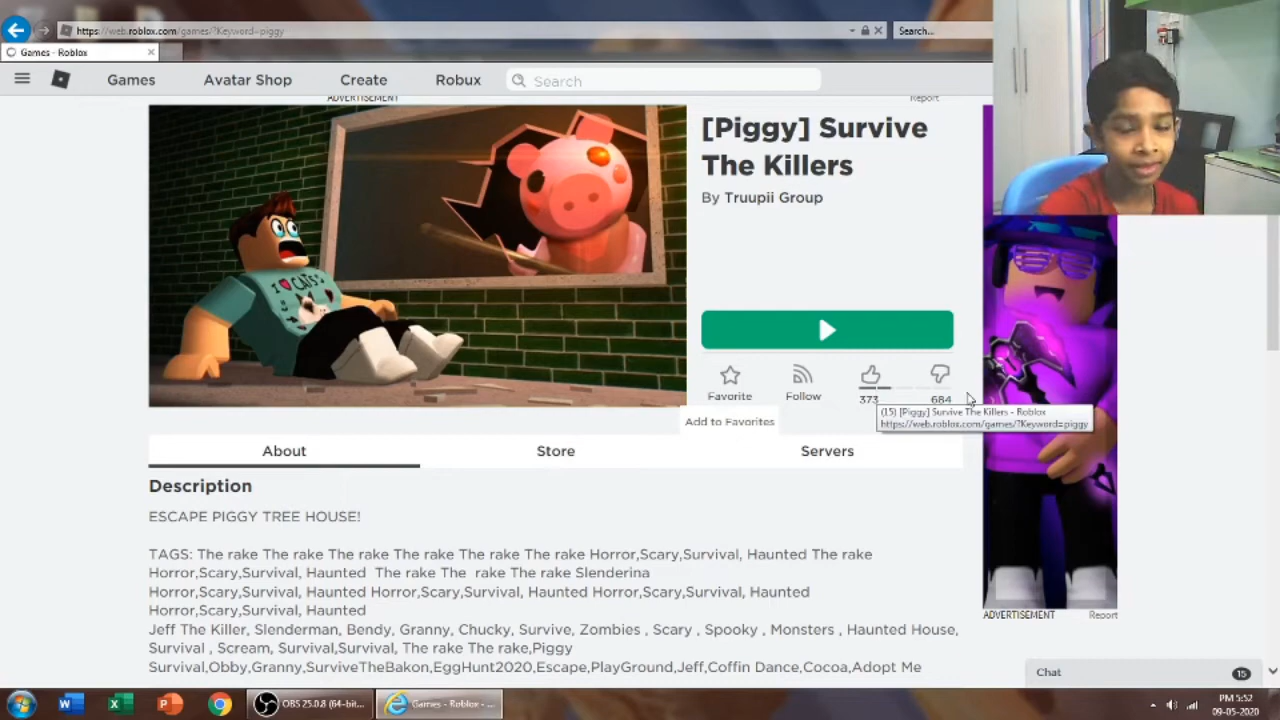 https://web.roblox.com/games/?Keyword=piggy
Search...
Games - Roblox
Games
Avatar Shop
Create
Robux
Search
ADVERTISEMENT
Report
[Piggy] Survive
The Killers
By Truupii Group
I ♥ CATS!
Favorite
Follow
373
684
(15) [Piggy] Survive The Killers - Roblox
https://web.roblox.com/games/?Keyword=piggy
Add to Favorites
About
Store
Servers
Description
ESCAPE PIGGY TREE HOUSE!
TAGS: The rake The rake The rake The rake The rake The rake Horror,Scary,Survival, Haunted The rake
Horror,Scary,Survival, Haunted The rake The rake The rake Slenderina
Horror,Scary,Survival, Haunted Horror,Scary,Survival, Haunted Horror,Scary,Survival, Haunted
Horror,Scary,Survival, Haunted
Jeff The Killer, Slenderman, Bendy, Granny, Chucky, Survive, Zombies , Scary , Spooky , Monsters , Haunted House,
Survival , Scream, Survival,Survival, The rake The rake,Piggy
Survival,Obby,Granny,SurviveTheBakon,EggHunt2020,Escape,PlayGround,Jeff,Coffin Dance,Cocoa,Adopt Me
ADVERTISEMENT
Report
Chat
15
OBS 25.0.8 (64-bit...
Games - Roblox - ...
PM 5:52
09-05-2020